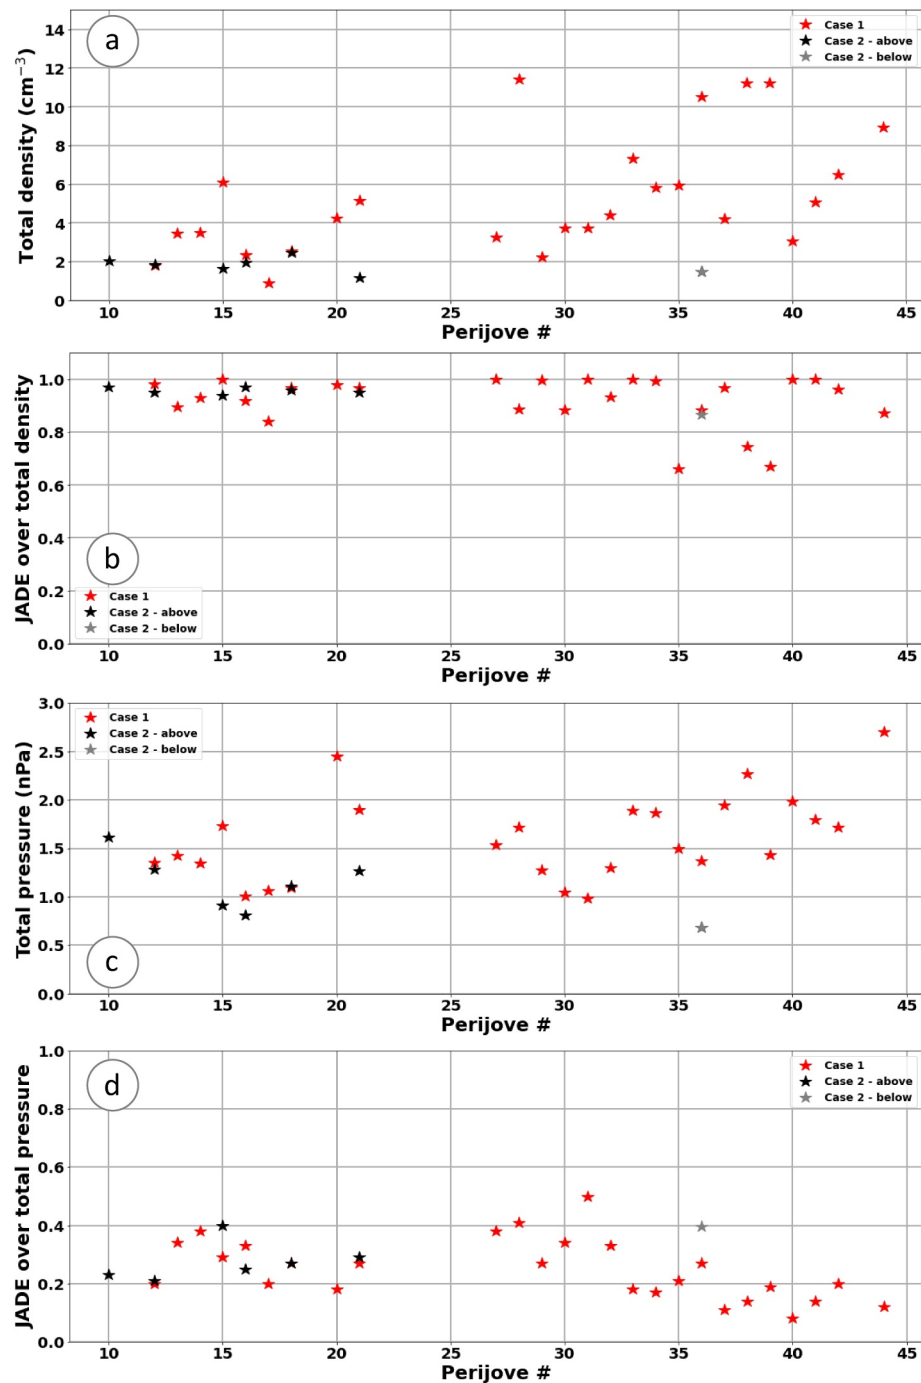 a
Case 1
Case 2 - above
Case 2 - below
Total density (cm⁻³)
14
12
10
8
6
4
2
0
10 15 20 25 30 35 40 45
Perijove #
JADE over total density
1.0
0.8
0.6
0.4
0.2
0.0
b
Case 1
Case 2 - above
Case 2 - below
10 15 20 25 30 35 40 45
Perijove #
Case 1
Case 2 - above
Case 2 - below
Total pressure (nPa)
3.0
2.5
2.0
1.5
1.0
0.5
0.0
c
10 15 20 25 30 35 40 45
Perijove #
d
Case 1
Case 2 - above
Case 2 - below
JADE over total pressure
1.0
0.8
0.6
0.4
0.2
0.0
10 15 20 25 30 35 40 45
Perijove #